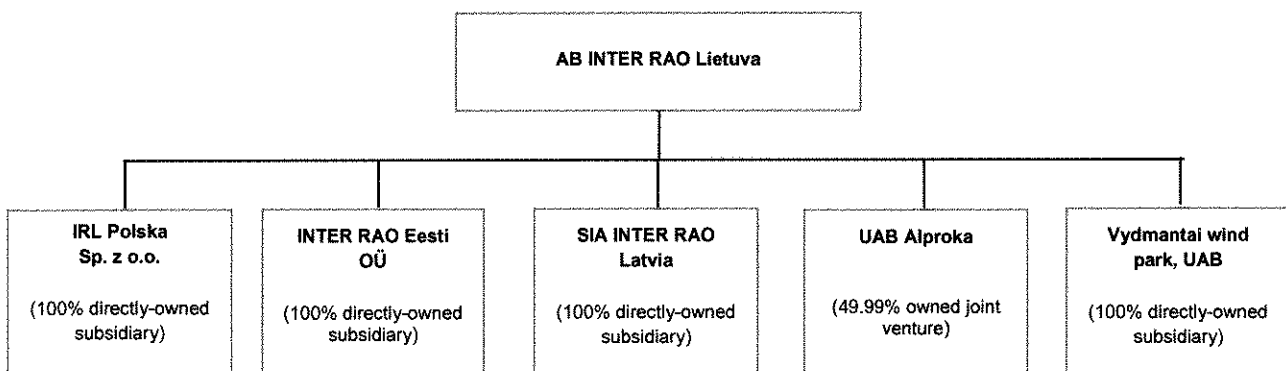 AB INTER RAO Lietuva
IRL Polska
Sp. z o.o.
(100% directly-owned
subsidiary)
INTER RAO Eesti
OÜ
(100% directly-owned
subsidiary)
SIA INTER RAO
Latvia
(100% directly-owned
subsidiary)
UAB Alproka
(49.99% owned joint
venture)
Vydmantai wind
park, UAB
(100% directly-owned
subsidiary)